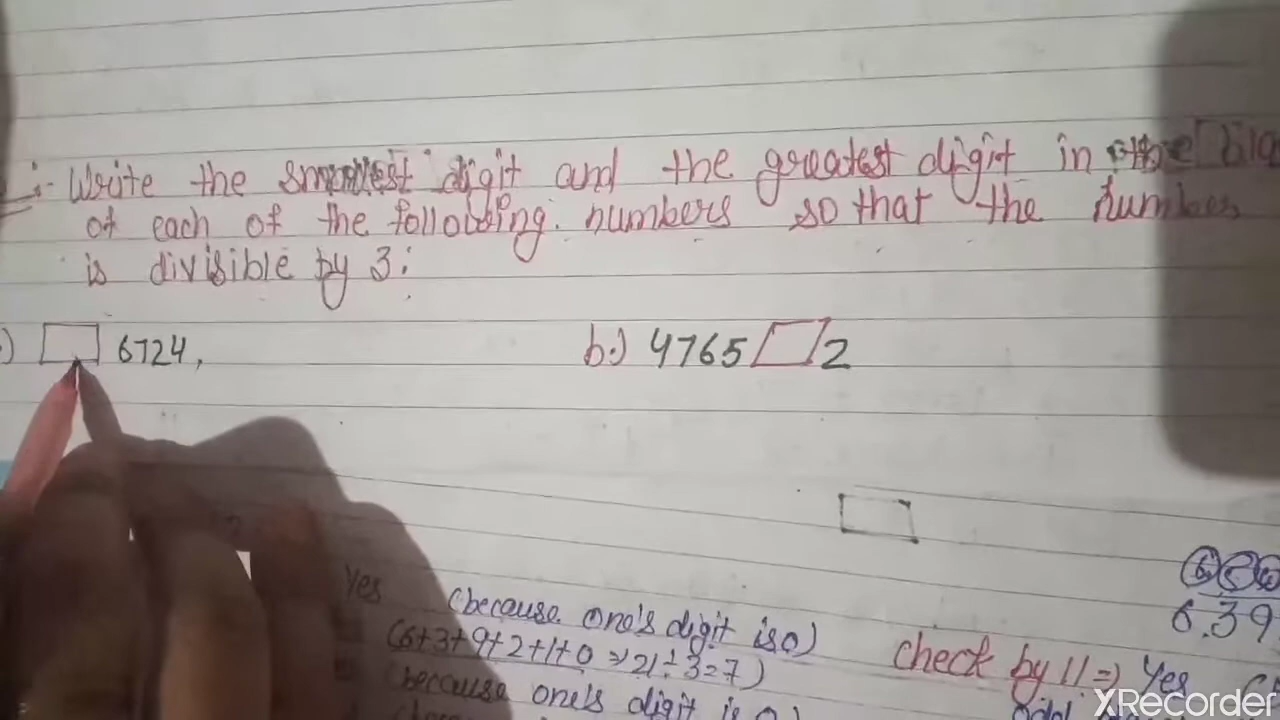 Write the smallest digit and the greatest digit in the
of each of the following numbers so that the number
is divisible by 3:
) 6724, b.) 4765 2
Yes (because one's digit is 0)
6.39
(6+3+9+2+1+0 => 21÷3=7)
check by 11 => Yes
(because one's digit is 0)
XRecorder
odd